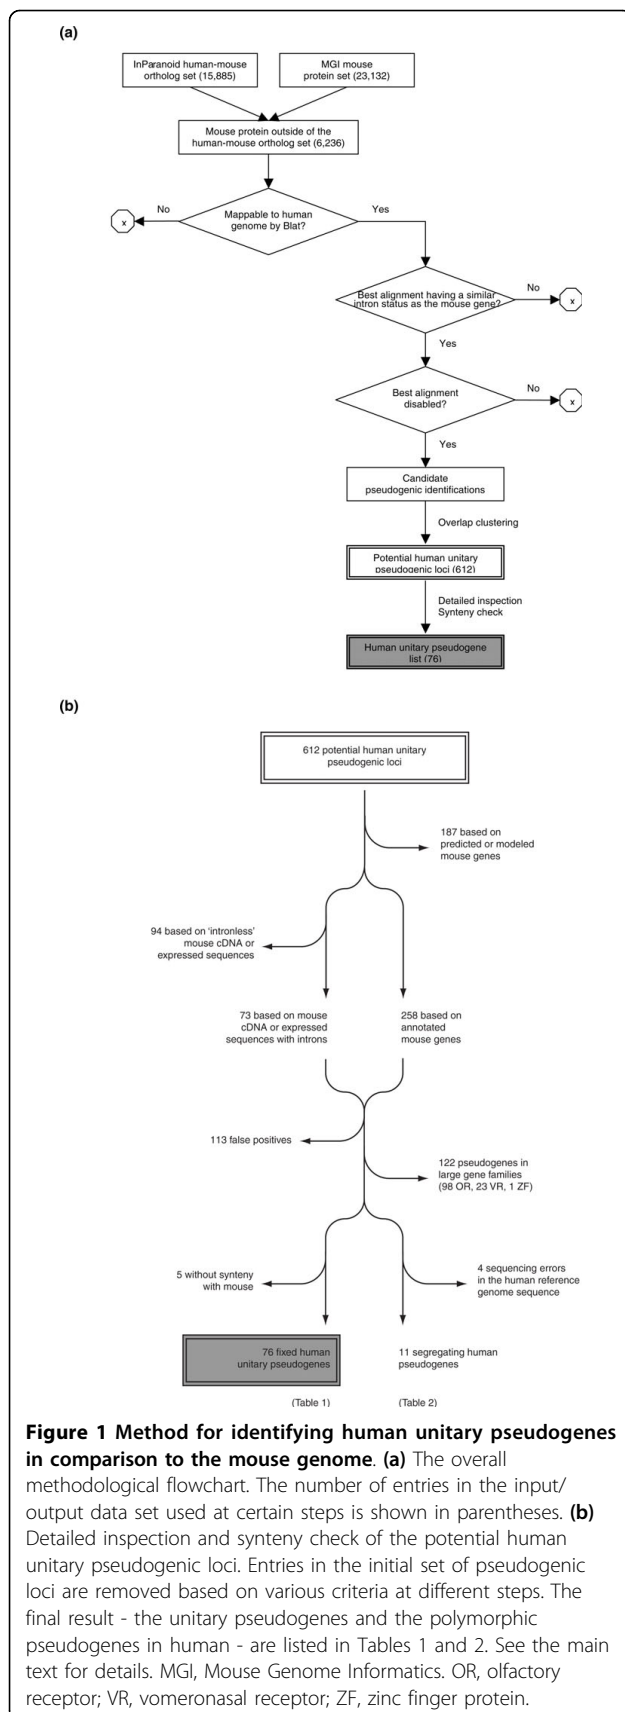 (a)
InParanoid human-mouse
ortholog set (15,885)
MGI mouse
protein set (23,132)
Mouse protein outside of the
human-mouse ortholog set (6,236)
No
Mappable to human
genome by Blat?
Yes
x
Best alignment having a similar
intron status as the mouse gene?
No
x
Yes
Best alignment
disabled?
No
x
Yes
Candidate
pseudogenic identifications
Overlap clustering
Potential human unitary
pseudogenic loci (612)
Detailed inspection
Synteny check
Human unitary pseudogene
list (76)
(b)
612 potential human unitary
pseudogenic loci
187 based on
predicted or modeled
mouse genes
94 based on 'intronless'
mouse cDNA or
expressed sequences
73 based on mouse
cDNA or expressed
sequences with introns
258 based on
annotated
mouse genes
113 false positives
122 pseudogenes in
large gene families
(98 OR, 23 VR, 1 ZF)
5 without synteny
with mouse
4 sequencing errors
in the human reference
genome sequence
76 fixed human
unitary pseudogenes
11 segregating human
pseudogenes
(Table 1)
(Table 2)
Figure 1 Method for identifying human unitary pseudogenes
in comparison to the mouse genome. (a) The overall
methodological flowchart. The number of entries in the input/
output data set used at certain steps is shown in parentheses. (b)
Detailed inspection and synteny check of the potential human
unitary pseudogenic loci. Entries in the initial set of pseudogenic
loci are removed based on various criteria at different steps. The
final result - the unitary pseudogenes and the polymorphic
pseudogenes in human - are listed in Tables 1 and 2. See the main
text for details. MGI, Mouse Genome Informatics. OR, olfactory
receptor; VR, vomeronasal receptor; ZF, zinc finger protein.